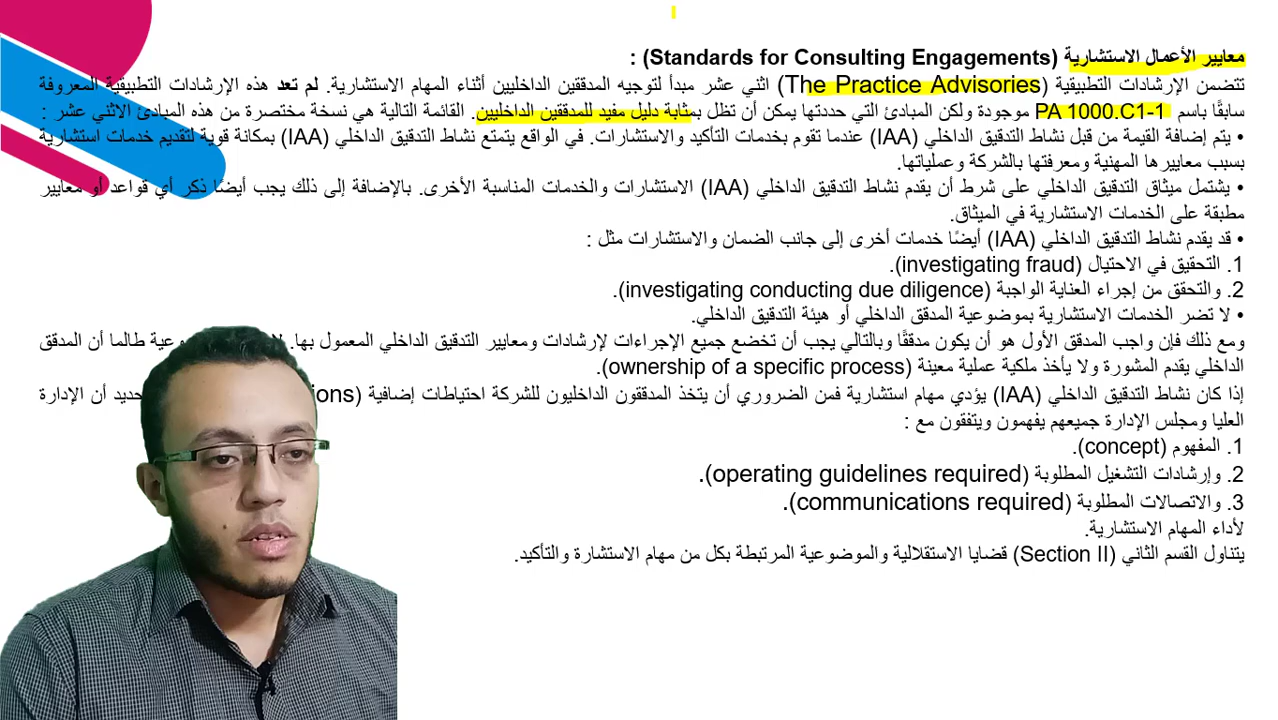 معايير الأعمال الاستشارية (Standards for Consulting Engagements) :
تتضمن الإرشادات التطبيقية (The Practice Advisories) اثني عشر مبدأ لتوجيه المدققين الداخليين أثناء المهام الاستشارية. لم تعد هذه الإرشادات التطبيقية المعروفة
سابقًا باسم PA 1000.C1-1 موجودة ولكن المبادئ التي حددتها يمكن أن تظل بمثابة دليل مفيد للمدققين الداخليين. القائمة التالية هي نسخة مختصرة من هذه المبادئ الاثني عشر :
• يتم إضافة القيمة من قبل نشاط التدقيق الداخلي (IAA) عندما تقوم بخدمات التأكيد والاستشارات. في الواقع يتمتع نشاط التدقيق الداخلي (IAA) بمكانة قوية لتقديم خدمات استشارية
بسبب معاييرها المهنية ومعرفتها بالشركة وعملياتها.
• يشتمل ميثاق التدقيق الداخلي على شرط أن يقدم نشاط التدقيق الداخلي (IAA) الاستشارات والخدمات المناسبة الأخرى. بالإضافة إلى ذلك يجب أيضًا ذكر أي قواعد أو معايير
مطبقة على الخدمات الاستشارية في الميثاق.
• قد يقدم نشاط التدقيق الداخلي (IAA) أيضًا خدمات أخرى إلى جانب الضمان والاستشارات مثل :
1. التحقيق في الاحتيال (investigating fraud).
2. والتحقق من إجراء العناية الواجبة (investigating conducting due diligence).
• لا تضر الخدمات الاستشارية بموضوعية المدقق الداخلي أو هيئة التدقيق الداخلي.
ومع ذلك فإن واجب المدقق الأول هو أن يكون مدققًا وبالتالي يجب أن تخضع جميع الإجراءات لإرشادات ومعايير التدقيق الداخلي المعمول بها. طالما أن المدقق
الداخلي يقدم المشورة ولا يأخذ ملكية عملية معينة (ownership of a specific process).
إذا كان نشاط التدقيق الداخلي (IAA) يؤدي مهام استشارية فمن الضروري أن يتخذ المدققون الداخليون للشركة احتياطات إضافية أن الإدارة
العليا ومجلس الإدارة جميعهم يفهمون ويتفقون مع :
1. المفهوم (concept).
2. وإرشادات التشغيل المطلوبة (operating guidelines required).
3. والاتصالات المطلوبة (communications required).
لأداء المهام الاستشارية.
يتناول القسم الثاني (Section II) قضايا الاستقلالية والموضوعية المرتبطة بكل من مهام الاستشارة والتأكيد.